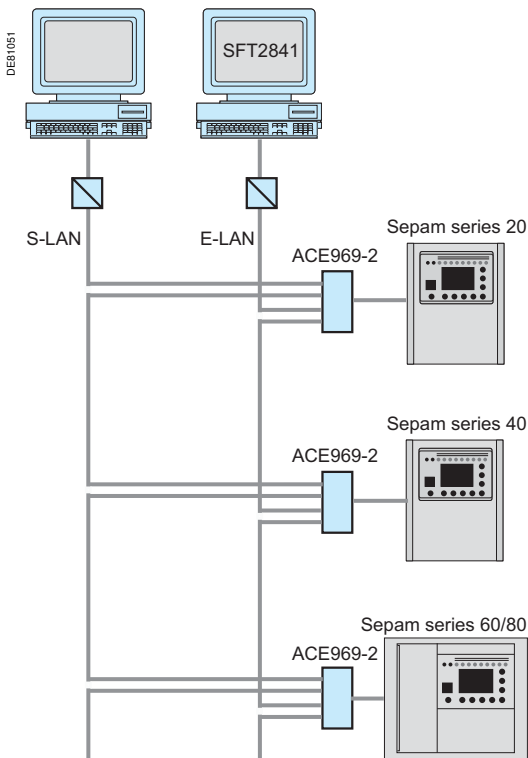 DE81051
SFT2841
S-LAN
E-LAN
Sepam series 20
ACE969-2
Sepam series 40
ACE969-2
Sepam series 60/80
ACE969-2